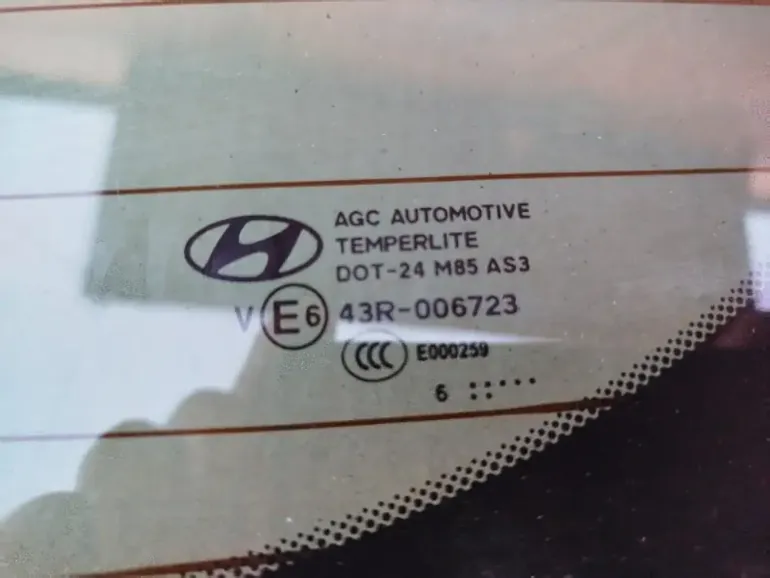 AGC AUTOMOTIVE
TEMPERLITE
DOT-24 M85 AS3
V E6 43R-006723
CCC E000259
6